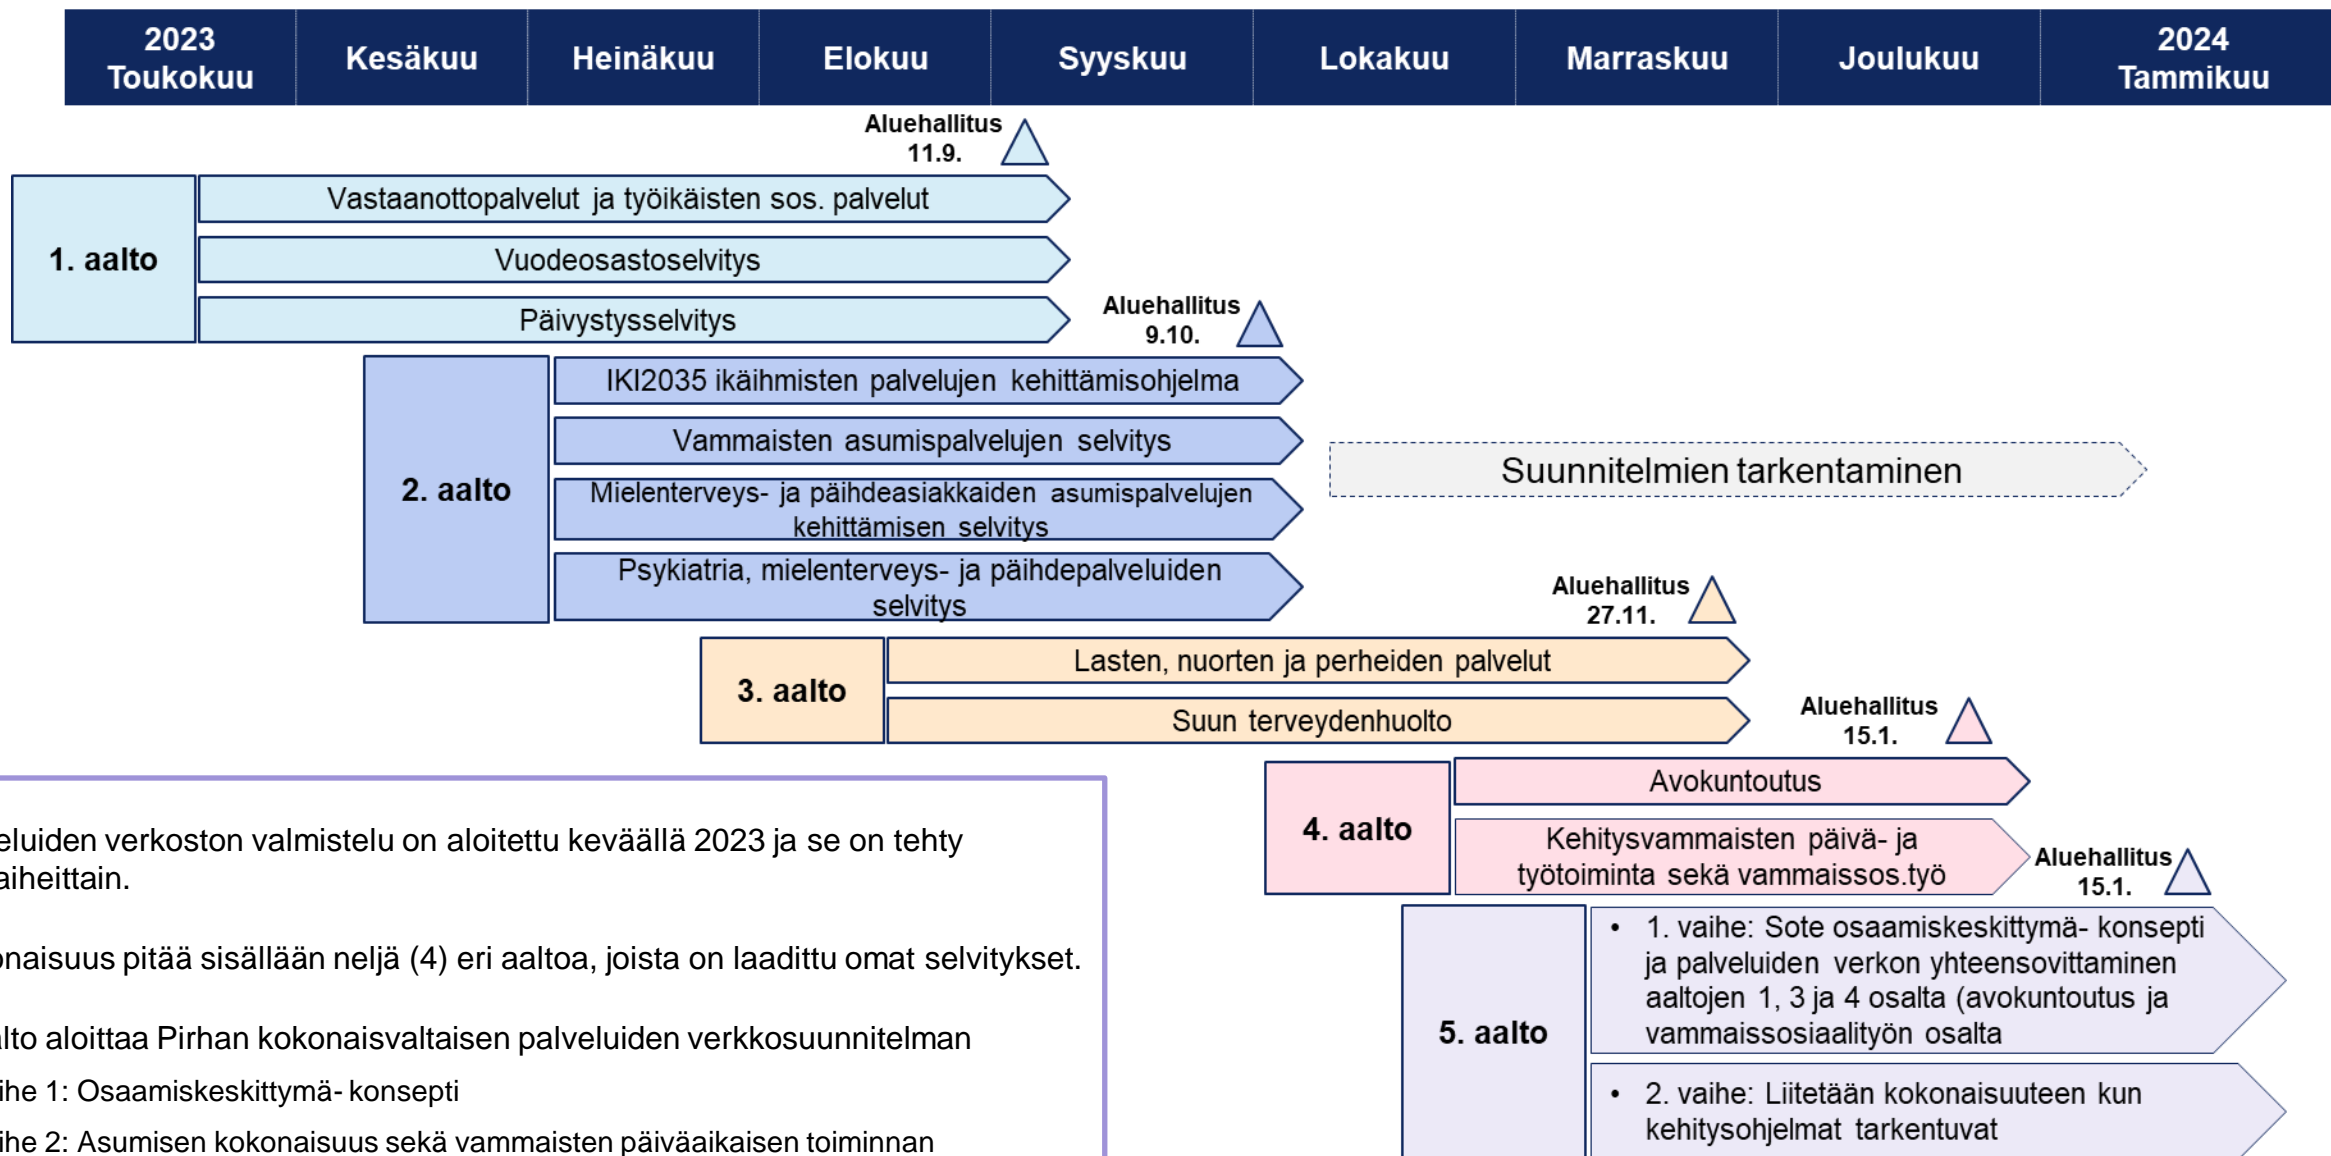 2023
Toukokuu
Kesäkuu
Heinäkuu
Elokuu
Syyskuu
Lokakuu
Marraskuu
Joulukuu
2024
Tammikuu
Aluehallitus
11.9.
1. aalto
Vastaanottopalvelut ja työikäisten sos. palvelut
Vuodeosastoselvitys
Päivystysselvitys
Aluehallitus
9.10.
2. aalto
IKI2035 ikäihmisten palvelujen kehittämisohjelma
Vammaisten asumispalvelujen selvitys
Mielenterveys- ja päihdeasiakkaiden asumispalvelujen
kehittämisen selvitys
Psykiatria, mielenterveys- ja päihdepalveluiden
selvitys
Suunnitelmien tarkentaminen
Aluehallitus
27.11.
3. aalto
Lasten, nuorten ja perheiden palvelut
Suun terveydenhuolto
Aluehallitus
15.1.
4. aalto
Avokuntoutus
Kehitysvammaisten päivä- ja
työtoiminta sekä vammaissos.työ
Aluehallitus
15.1.
5. aalto
• 1. vaihe: Sote osaamiskeskittymä- konsepti
ja palveluiden verkon yhteensovittaminen
aaltojen 1, 3 ja 4 osalta (avokuntoutus ja
vammaissosiaalityön osalta
• 2. vaihe: Liitetään kokonaisuuteen kun
kehitysohjelmat tarkentuvat
eluiden verkoston valmistelu on aloitettu keväällä 2023 ja se on tehty
aiheittain.
onaisuus pitää sisällään neljä (4) eri aaltoa, joista on laadittu omat selvitykset.
alto aloittaa Pirhan kokonaisvaltaisen palveluiden verkkosuunnitelman
ihe 1: Osaamiskeskittymä- konsepti
ihe 2: Asumisen kokonaisuus sekä vammaisten päiväaikaisen toiminnan